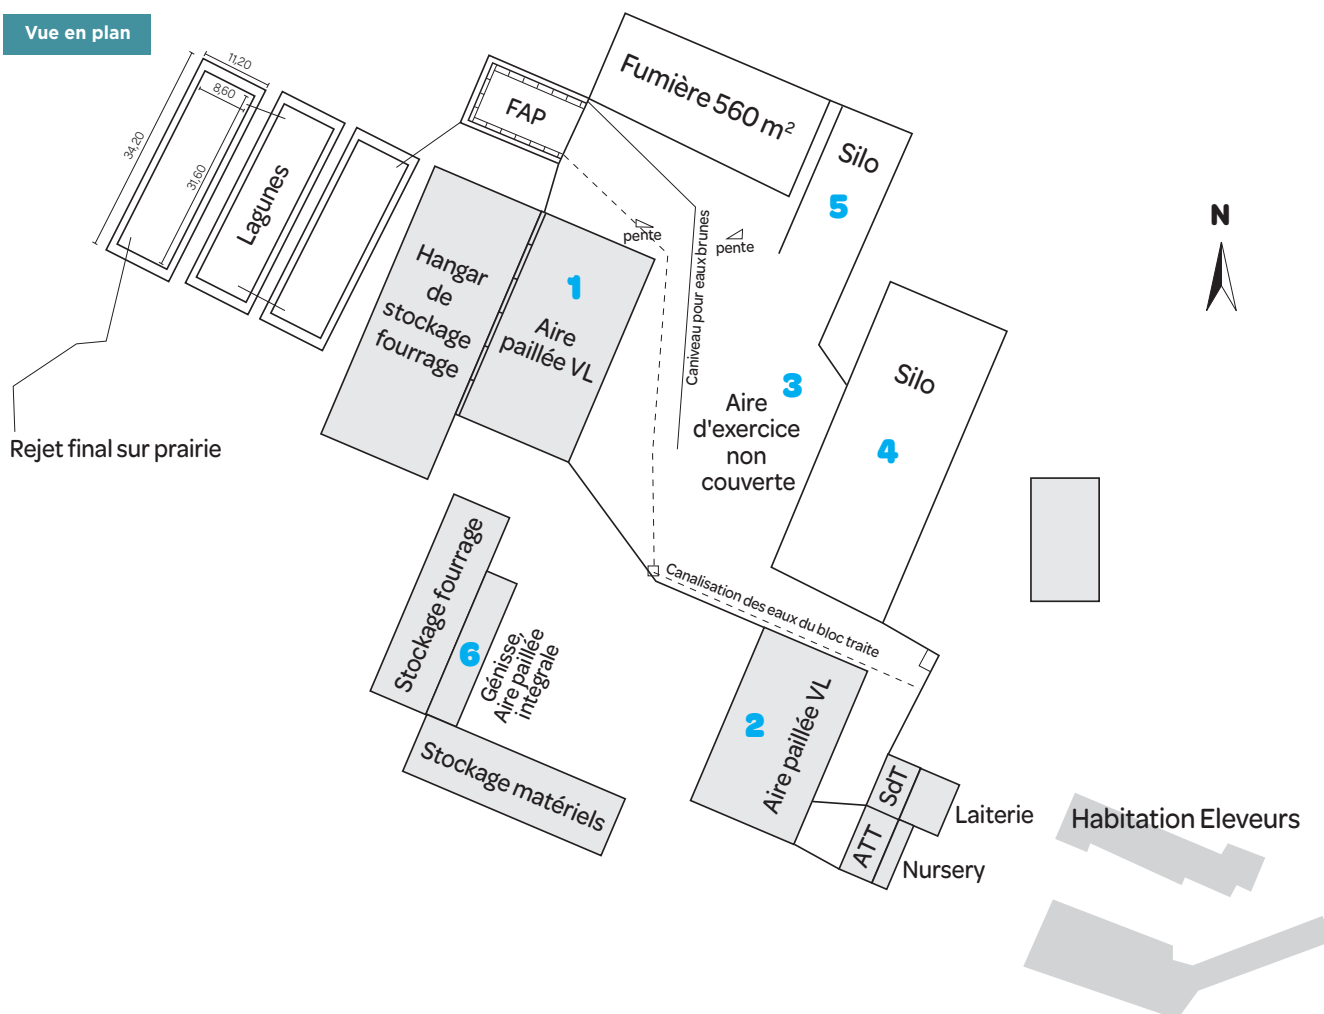 Vue en plan
11,20
8,60
34,20
31,60
Lagunes
FAP
Fumière 560 m²
Silo
5
N
pente
pente
Caniveau pour eaux brunes
Hangar
de
stockage
fourrage
1
Aire
paillée VL
3
Aire
d'exercice
non
couverte
Silo
4
Rejet final sur prairie
Stockage fourrage
6
Génisse,
Aire paillée
intégrale
Canalisation des eaux du bloc traite
2
Aire paillée VL
Stockage matériels
SdT
ATT
Laiterie
Nursery
Habitation Eleveurs